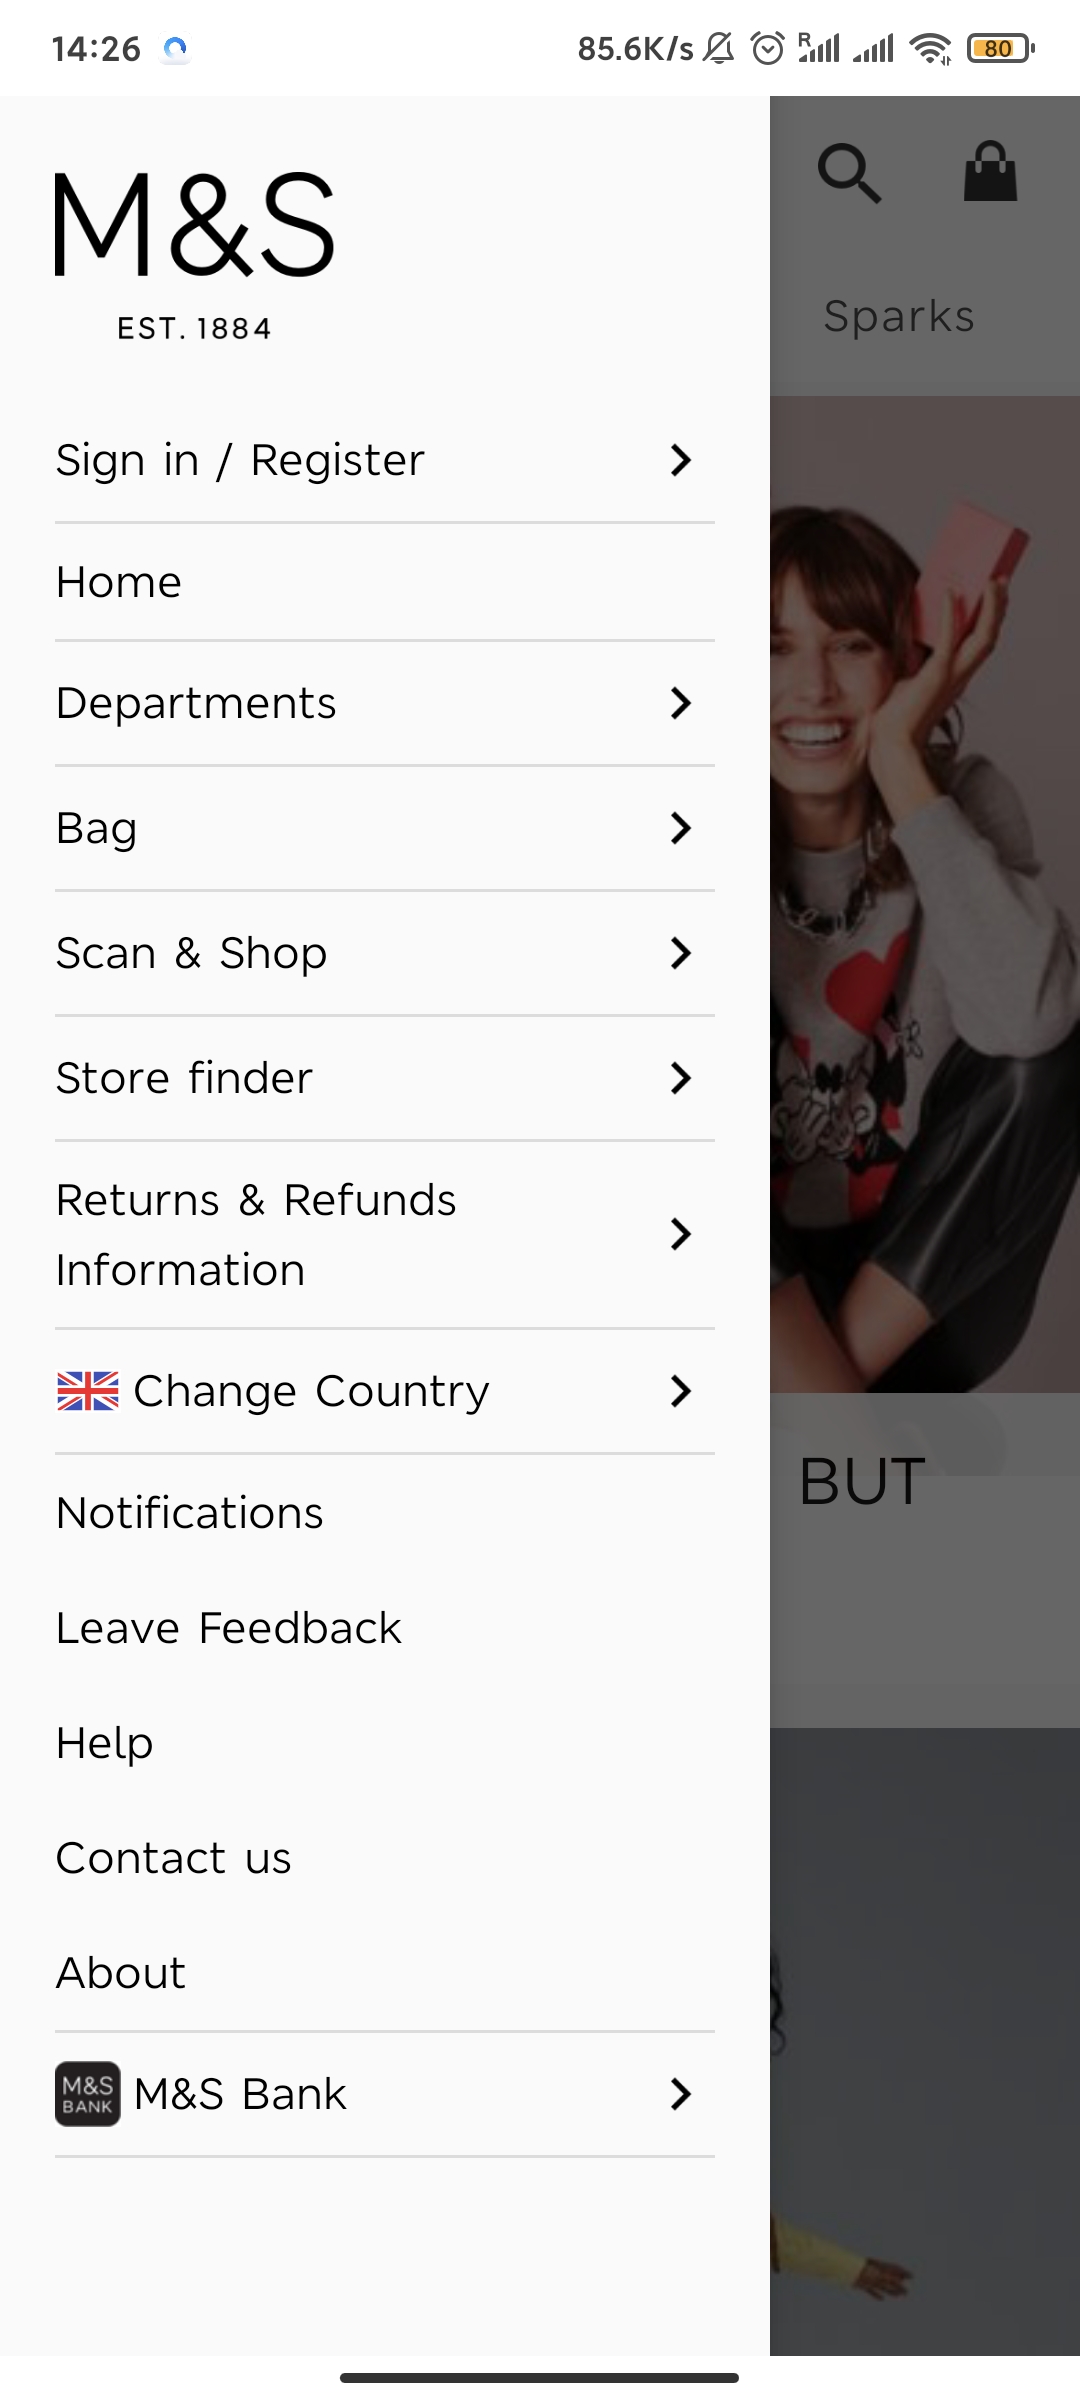 14:26
85.6K/s
R
80
M&S
EST. 1884
Sparks
Sign in / Register
Home
Departments
Bag
Scan & Shop
Store finder
Returns & Refunds
Information
Change Country
BUT
Notifications
Leave Feedback
Help
Contact us
About
M&S
BANK
M&S Bank